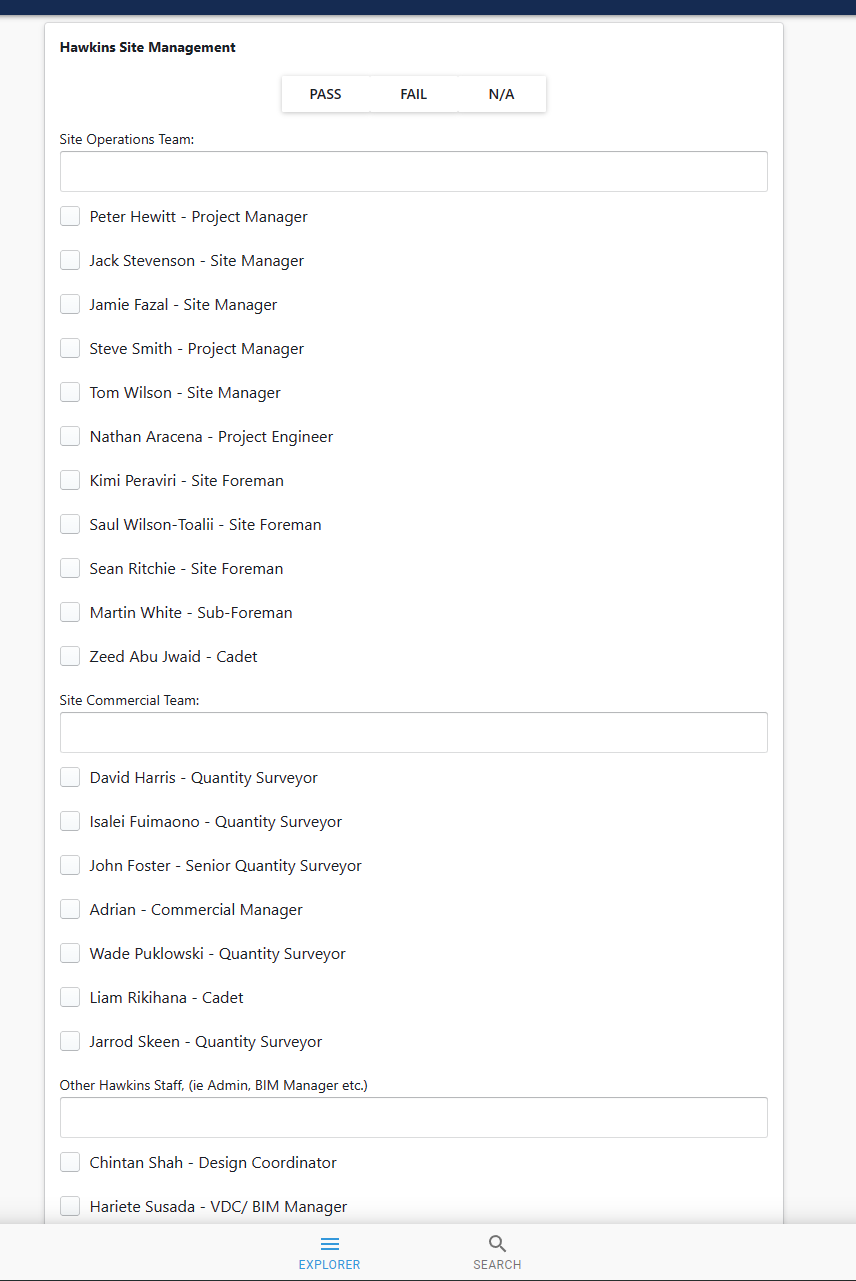 Hawkins Site Management
PASS FAIL N/A
Site Operations Team:
Peter Hewitt - Project Manager
Jack Stevenson - Site Manager
Jamie Fazal - Site Manager
Steve Smith - Project Manager
Tom Wilson - Site Manager
Nathan Aracena - Project Engineer
Kimi Peraviri - Site Foreman
Saul Wilson-Toalii - Site Foreman
Sean Ritchie - Site Foreman
Martin White - Sub-Foreman
Zeed Abu Jwaid - Cadet
Site Commercial Team:
David Harris - Quantity Surveyor
Isalei Fuimaono - Quantity Surveyor
John Foster - Senior Quantity Surveyor
Adrian - Commercial Manager
Wade Puklowski - Quantity Surveyor
Liam Rikihana - Cadet
Jarrod Skeen - Quantity Surveyor
Other Hawkins Staff, (ie Admin, BIM Manager etc.)
Chintan Shah - Design Coordinator
Hariete Susada - VDC/ BIM Manager
EXPLORER SEARCH